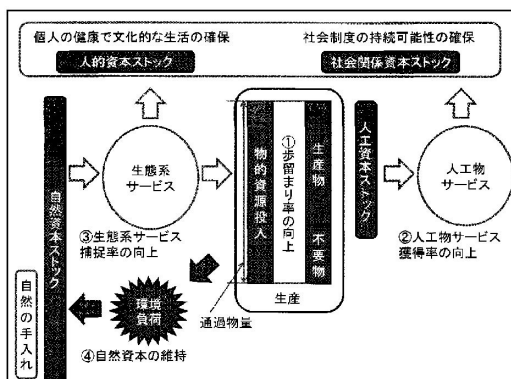 個人の健康で文化的な生活の確保
社会制度の持続可能性の確保
人的資本ストック
社会関係資本ストック
自然資本ストック
自然の手入れ
生態系
サービス
③生態系サービス
捕捉率の向上
環境
負荷
④自然資本の維持
物的資源投入
①歩留まり率の向上
生産物
不要物
生産
通過物量
人工資本ストック
人工物
サービス
②人工物サービス
獲得率の向上